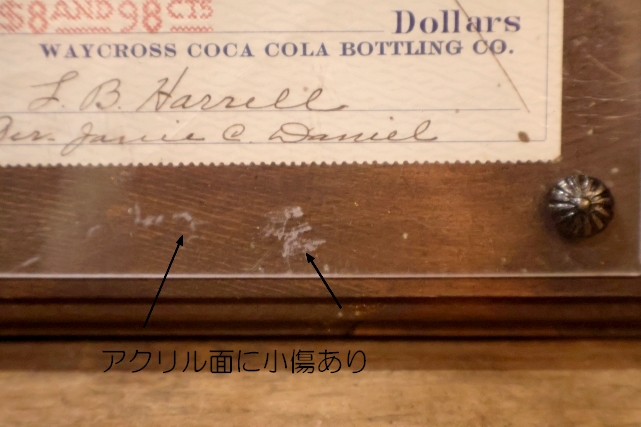 $8 AND 98 CTS
Dollars
WAYCROSS COCA COLA BOTTLING CO.
L. B. Harrell
Per. Janie C. Daniel
アクリル面に小傷あり